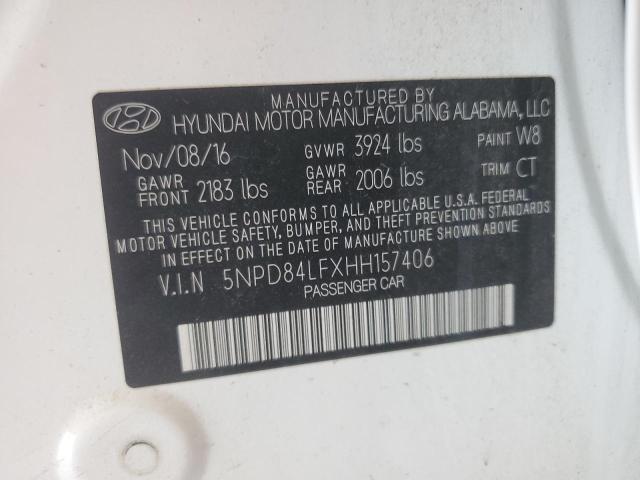 MANUFACTURED BY
HYUNDAI MOTOR MANUFACTURING ALABAMA, LLC
Nov/08/16 GVWR 3924 lbs PAINT W8
GAWR FRONT 2183 lbs GAWR REAR 2006 lbs TRIM CT
THIS VEHICLE CONFORMS TO ALL APPLICABLE U.S.A. FEDERAL
MOTOR VEHICLE SAFETY, BUMPER, AND THEFT PREVENTION STANDARDS
IN EFFECT ON THE DATE OF MANUFACTURE SHOWN ABOVE.
V.I.N 5NPD84LFXHH157406
PASSENGER CAR